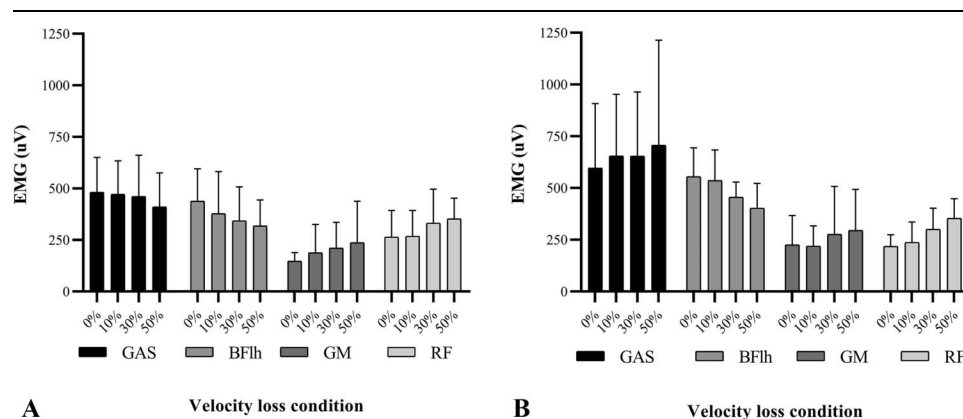 1250
1000
750
500
250
0
EMG (uV)
0% 10% 30% 50% 0% 10% 30% 50% 0% 10% 30% 50% 0% 10% 30% 50%
GAS BFlh GM RF
A Velocity loss condition
1250
1000
750
500
250
0
EMG (uV)
0% 10% 30% 50% 0% 10% 30% 50% 0% 10% 30% 50% 0% 10% 30% 50%
GAS BFlh GM RF
B Velocity loss condition